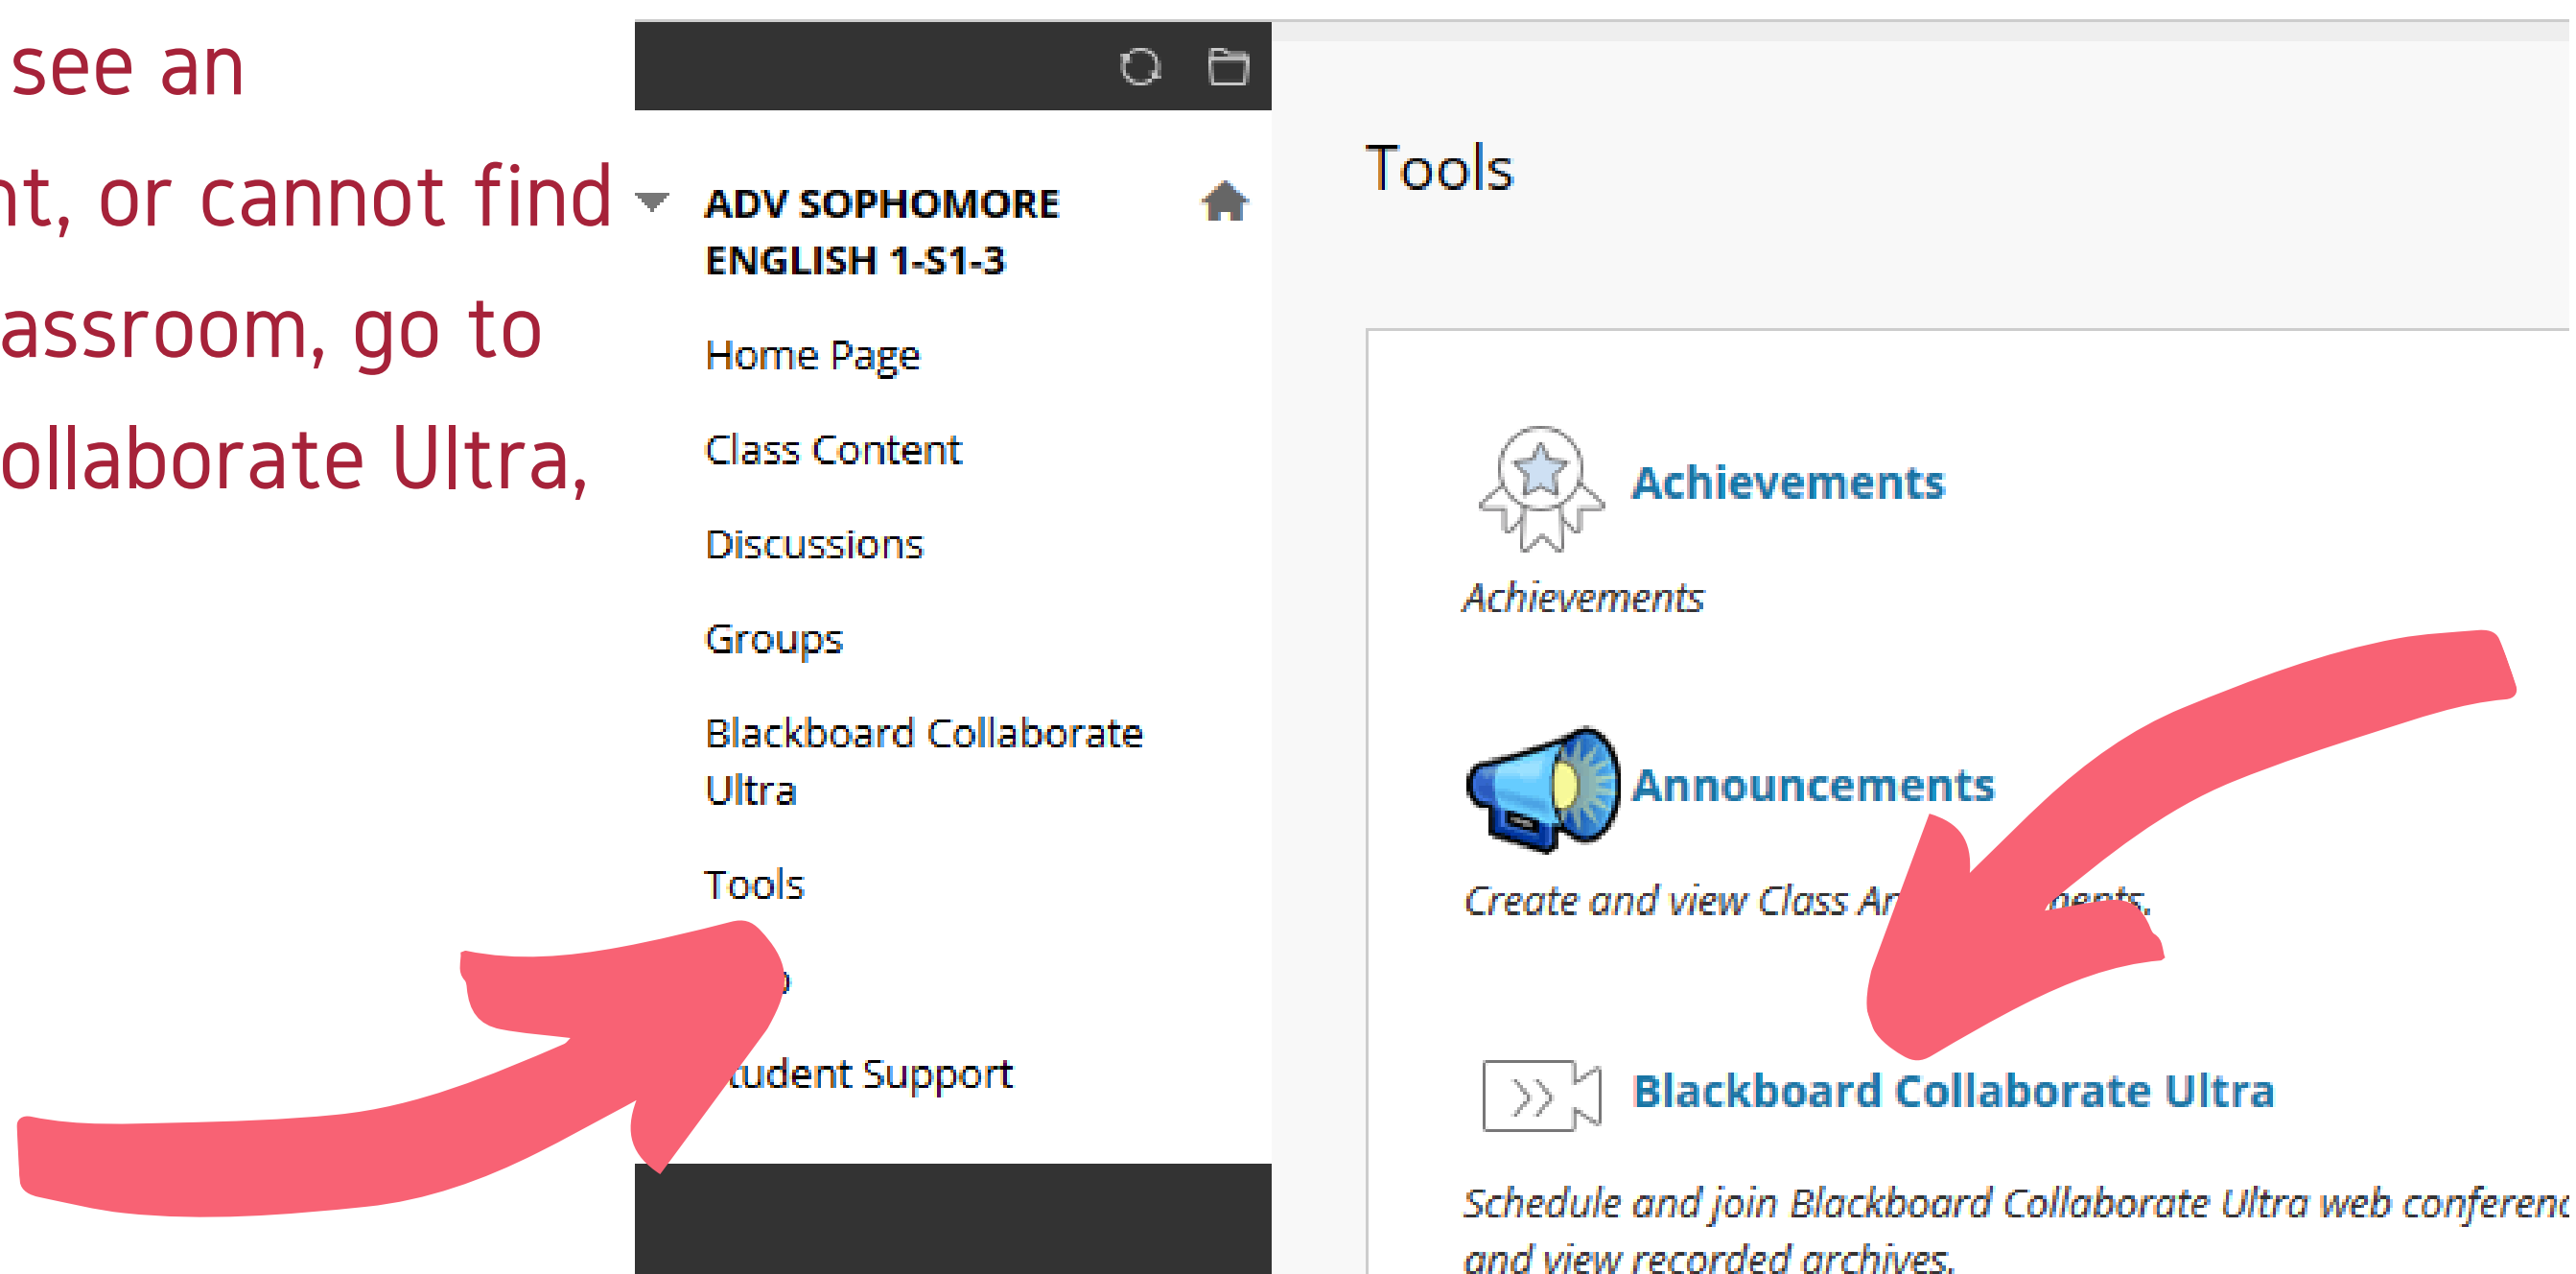 see an
nt, or cannot find
assroom, go to
ollaborate Ultra,
ADV SOPHOMORE
ENGLISH 1-S1-3
Home Page
Class Content
Discussions
Groups
Blackboard Collaborate
Ultra
Tools
tudent Support
Tools
Achievements
Achievements
Announcements
Create and view Class
Blackboard Collaborate Ultra
Schedule and join Blackboard Collaborate Ultra web conferenc
and view recorded archives.